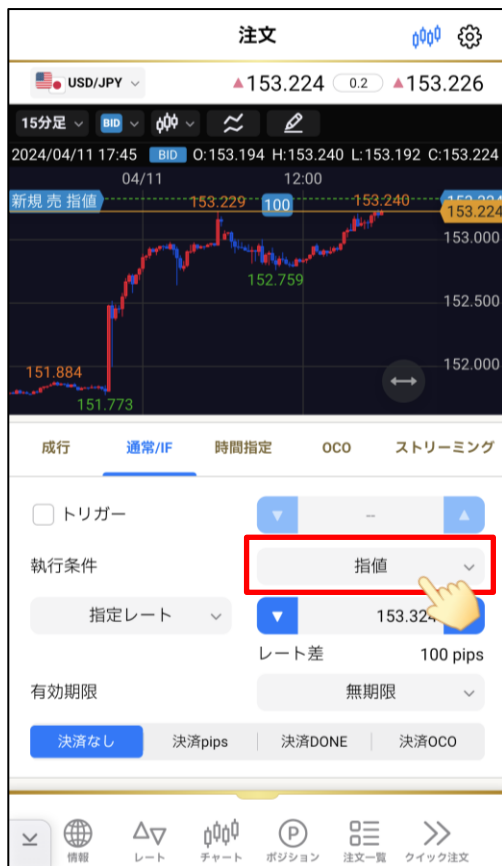 注文
USD/JPY ▲153.224 0.2 ▲153.226
15分足 BID
2024/04/11 17:45 BID O:153.194 H:153.240 L:153.192 C:153.224
04/11 12:00
新規 売 指値 153.229 100 153.240
153.224
153.000
152.759
152.500
151.884 152.000
151.773
成行 通常/IF 時間指定 OCO ストリーミング
トリガー ▼ -- ▲
執行条件 指値
指定レート ▼ 153.324
レート差 100 pips
有効期限 無期限
決済なし 決済pips 決済DONE 決済OCO
情報 レート チャート ポジション 注文一覧 クイック注文